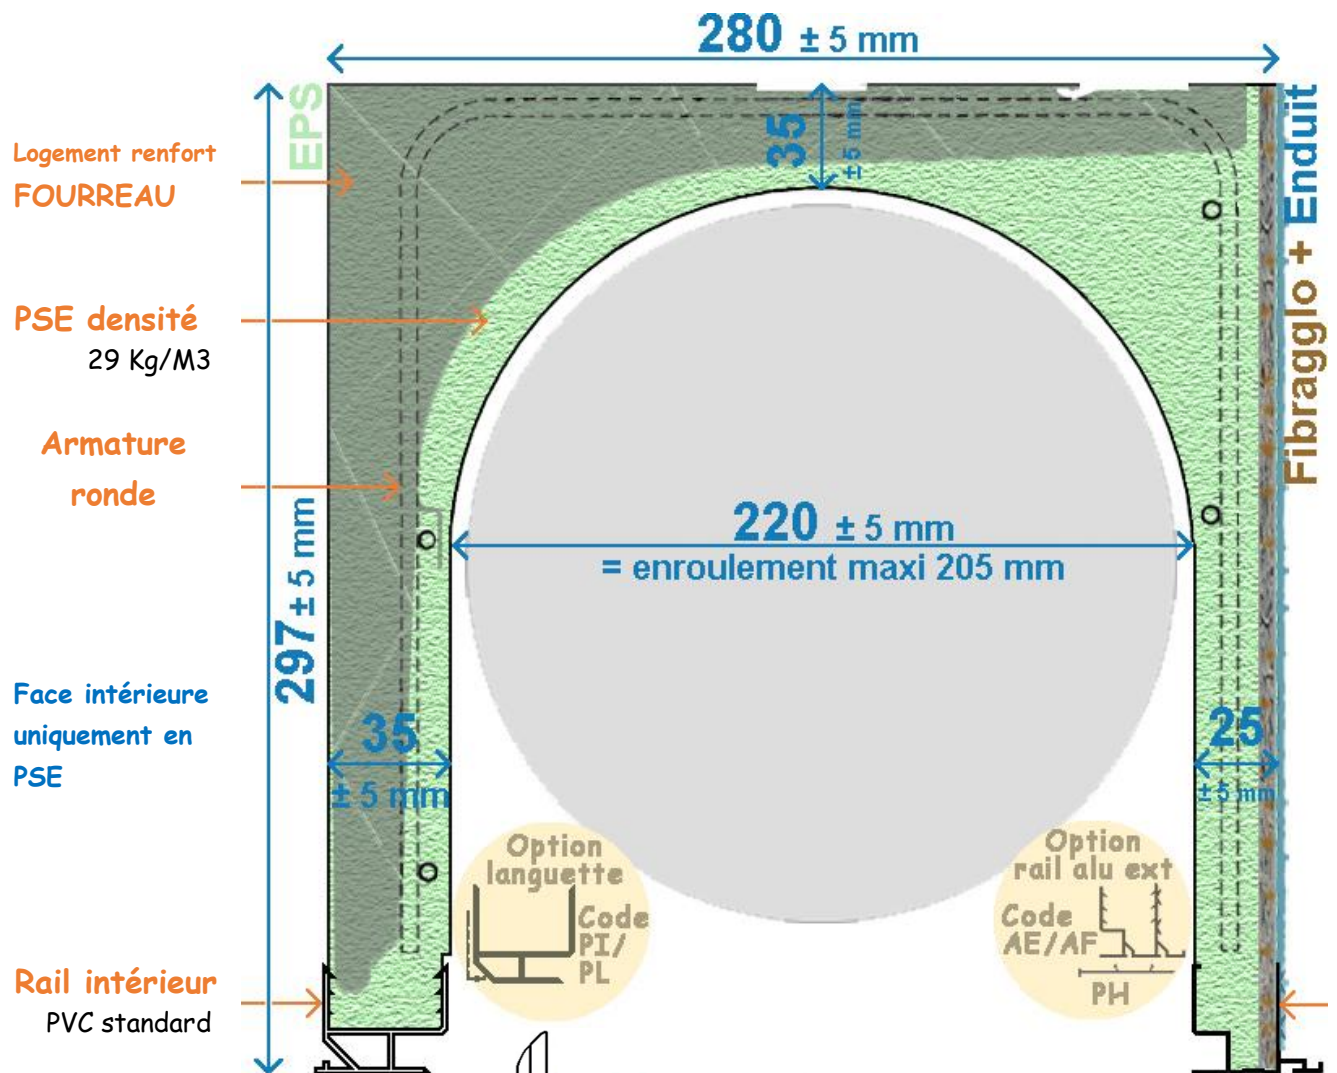 280 ± 5 mm
EPS
35
± 5 mm
Fibragglo + Enduit
Logement renfort
FOURREAU
PSE densité
29 Kg/M3
Armature
ronde
220 ± 5 mm
= enroulement maxi 205 mm
297 ± 5 mm
Face intérieure
uniquement en
PSE
35
± 5 mm
25
± 5 mm
Option
languette
Code
PI/
PL
Option
rail alu ext
Code
AE/AF
PH
Rail intérieur
PVC standard